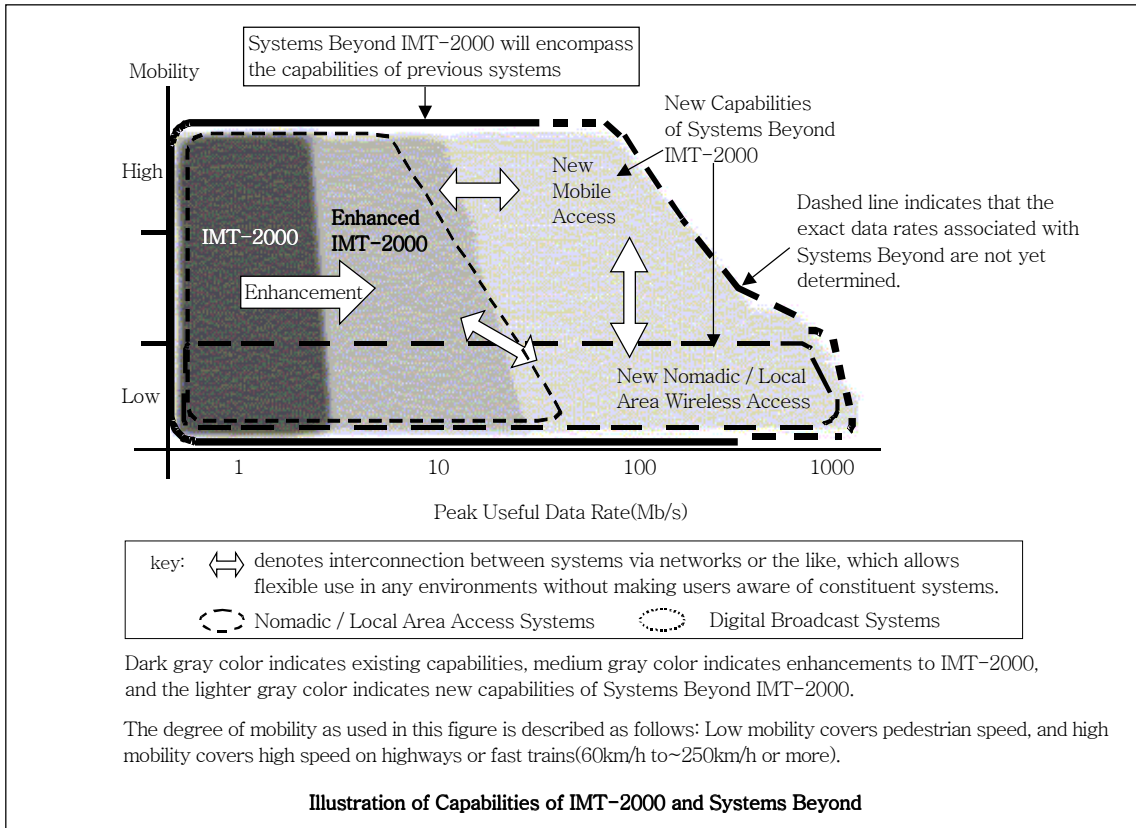 Systems Beyond IMT-2000 will encompass
the capabilities of previous systems
Mobility
New Capabilities
of Systems Beyond
IMT-2000
High
New
Mobile
Access
Dashed line indicates that the
exact data rates associated with
Systems Beyond are not yet
determined.
IMT-2000
Enhanced
IMT-2000
Enhancement
Low
New Nomadic / Local
Area Wireless Access
1 10 100 1000
Peak Useful Data Rate(Mb/s)
key: denotes interconnection between systems via networks or the like, which allows
flexible use in any environments without making users aware of constituent systems.
Nomadic / Local Area Access Systems Digital Broadcast Systems
Dark gray color indicates existing capabilities, medium gray color indicates enhancements to IMT-2000,
and the lighter gray color indicates new capabilities of Systems Beyond IMT-2000.
The degree of mobility as used in this figure is described as follows: Low mobility covers pedestrian speed, and high
mobility covers high speed on highways or fast trains(60km/h to~250km/h or more).
Illustration of Capabilities of IMT-2000 and Systems Beyond